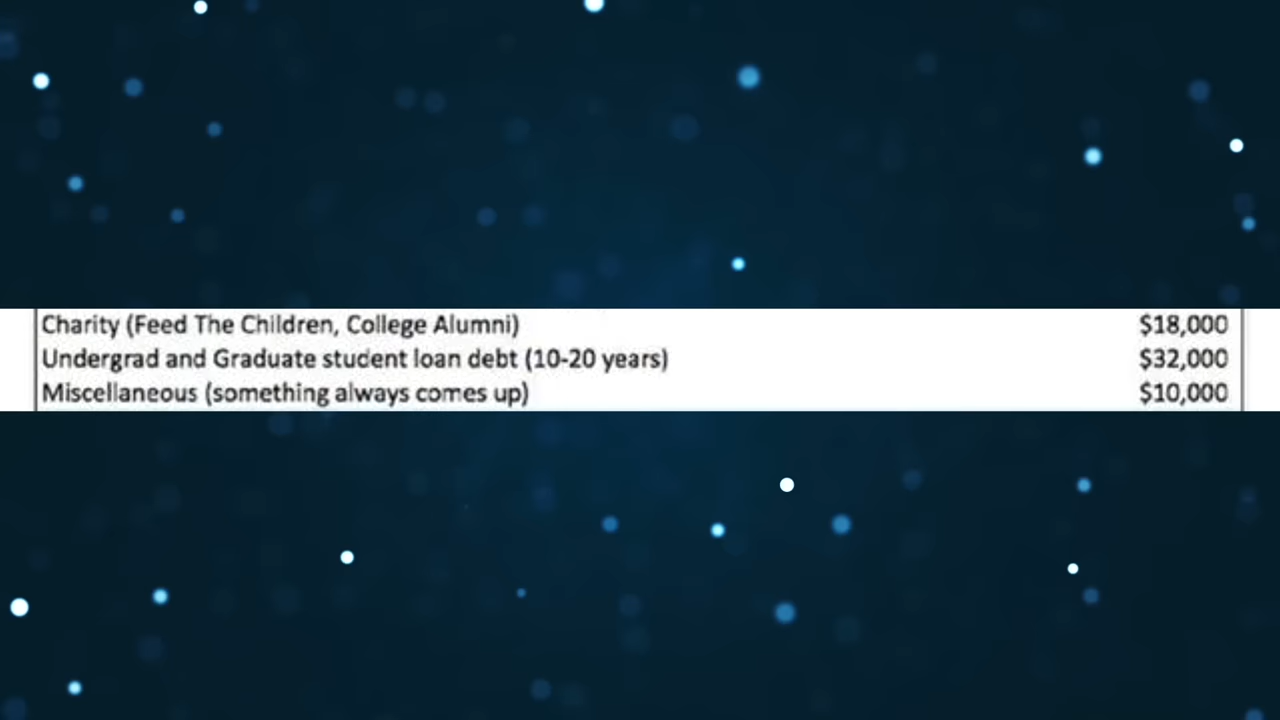 Charity (Feed The Children, College Alumni) $18,000
Undergrad and Graduate student loan debt (10-20 years) $32,000
Miscellaneous (something always comes up) $10,000